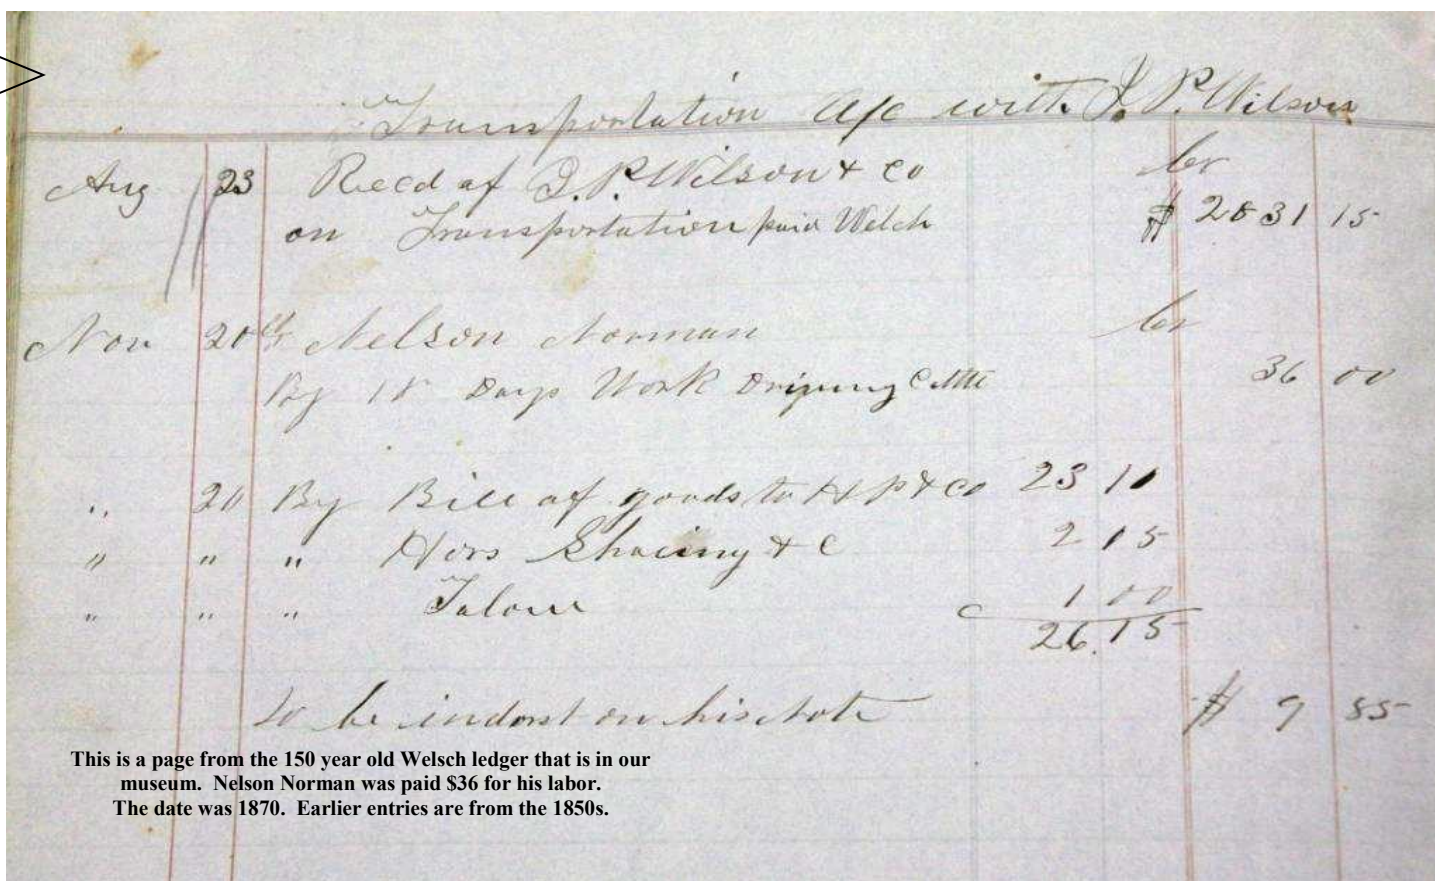 Transportation A/c with J. P. Wilson
Aug 23 Recd of J. P. Wilson & Co Cr
on Transportation paid Welch $ 2831 15
Nov 20th Nelson Norman Cr
By 18 Days Work Driving Cattle 36 00
" 20 By Bill of goods to H P & Co 23 10
" " " Hors Shoeing & C 2 15
" " " 1 00
26.15
to be indorst on his Note $ 9 85
This is a page from the 150 year old Welsch ledger that is in our
museum. Nelson Norman was paid $36 for his labor.
The date was 1870. Earlier entries are from the 1850s.